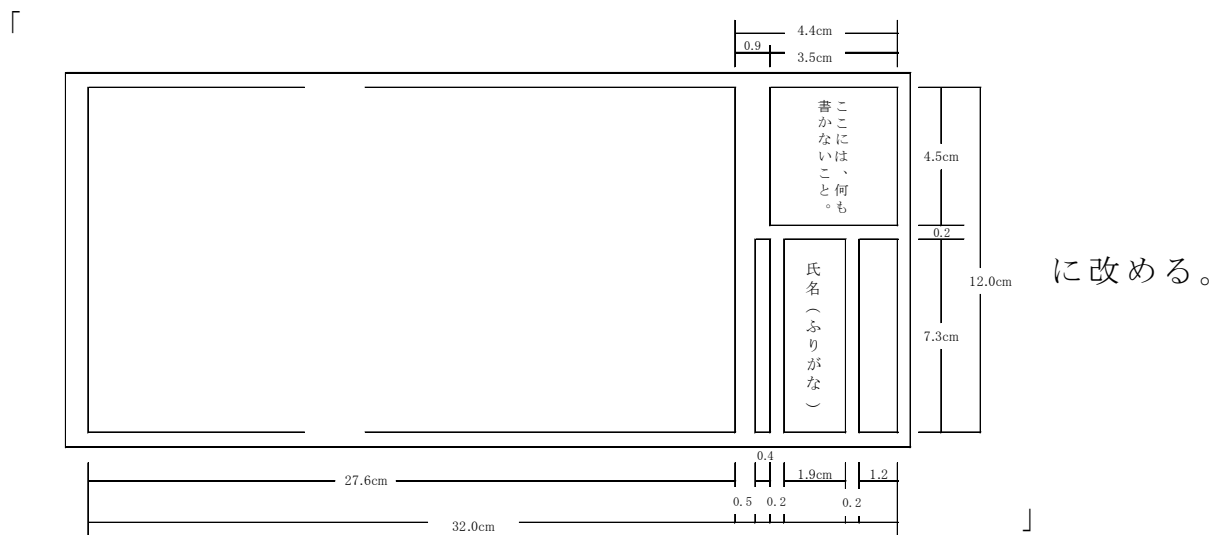 「
4.4cm
0.9
3.5cm
ここには、何も
書かないこと。
4.5cm
0.2
12.0cm
に改める。
氏名(ふりがな)
7.3cm
0.4
27.6cm
1.9cm
1.2
0.5
0.2
0.2
32.0cm
」